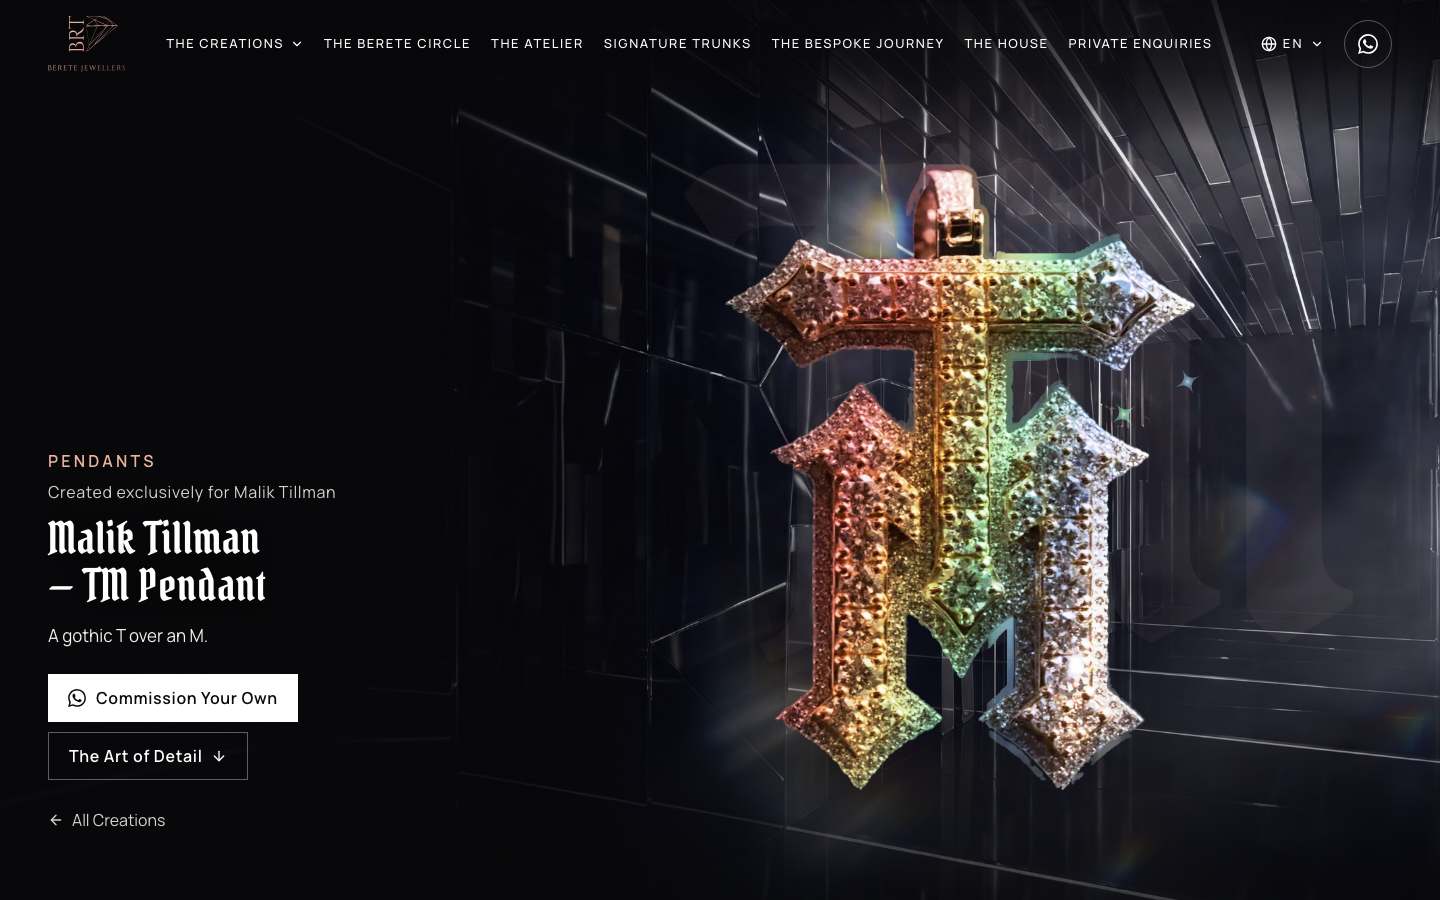 BRT
BERETE JEWELLERS
THE CREATIONS
THE BERETE CIRCLE
THE ATELIER
SIGNATURE TRUNKS
THE BESPOKE JOURNEY
THE HOUSE
PRIVATE ENQUIRIES
EN
PENDANTS
Created exclusively for Malik Tillman
Malik Tillman
— TM Pendant
A gothic T over an M.
Commission Your Own
The Art of Detail ↓
← All Creations